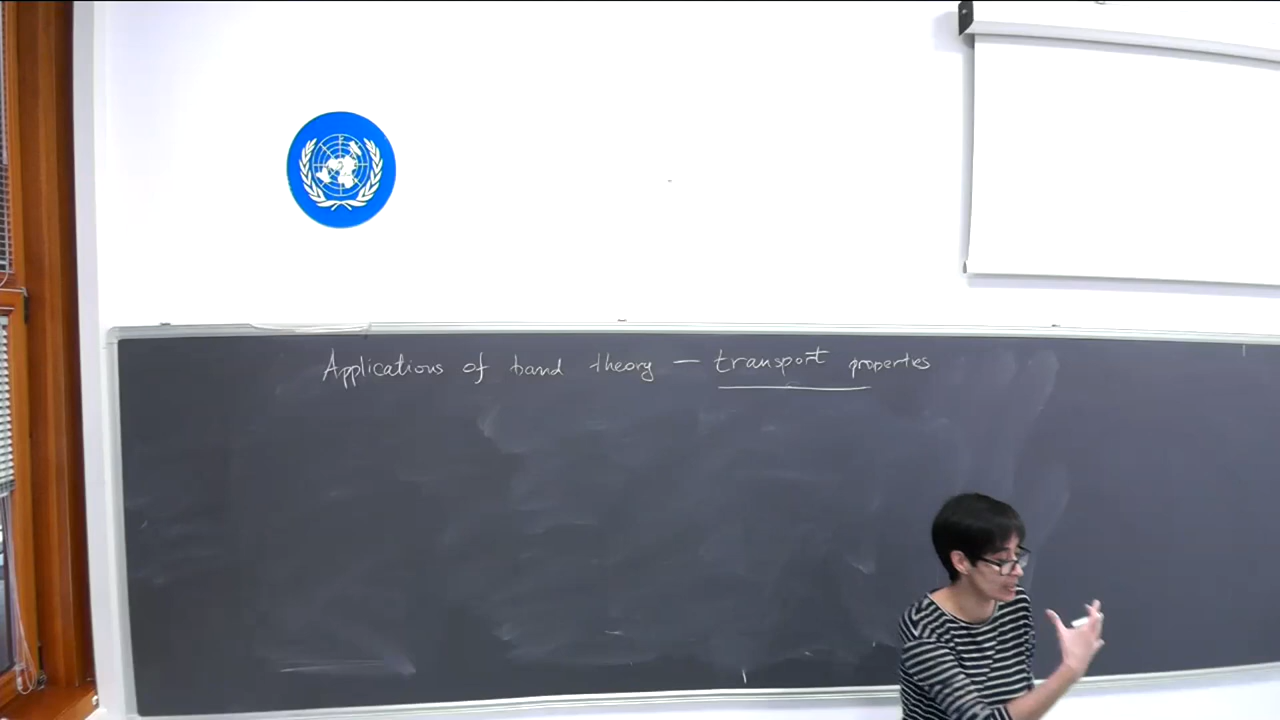 Applications of band theory — transport properties